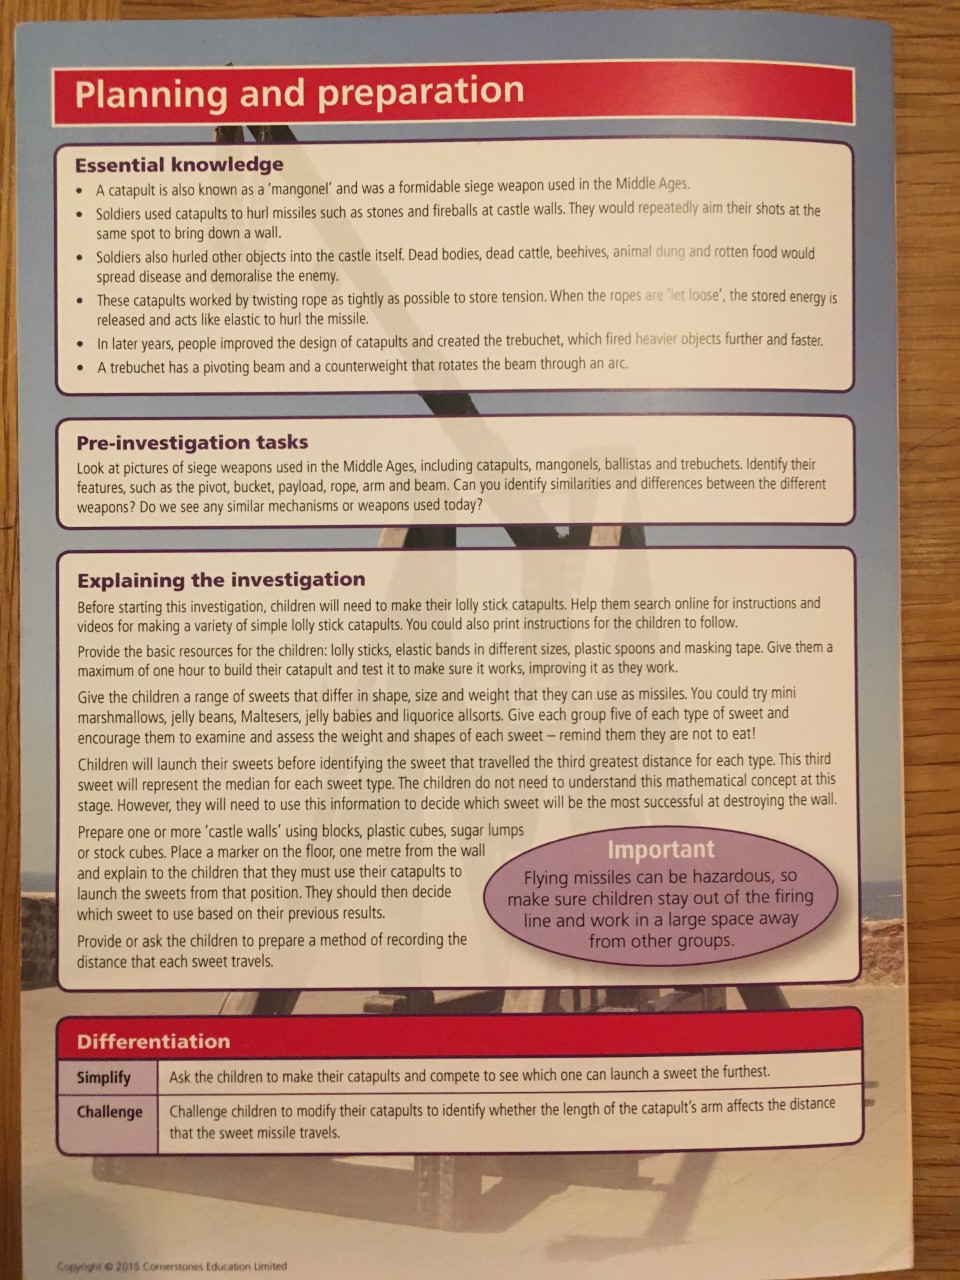 Planning and preparation
Essential knowledge
• A catapult is also known as a 'mangonel' and was a formidable siege weapon used in the Middle Ages.
• Soldiers used catapults to hurl missiles such as stones and fireballs at castle walls. They would repeatedly aim their shots at the
same spot to bring down a wall.
• Soldiers also hurled other objects into the castle itself. Dead bodies, dead cattle, beehives, animal dung and rotten food would
spread disease and demoralise the enemy.
• These catapults worked by twisting rope as tightly as possible to store tension. When the ropes are 'let loose', the stored energy is
released and acts like elastic to hurl the missile.
• In later years, people improved the design of catapults and created the trebuchet, which fired heavier objects further and faster.
• A trebuchet has a pivoting beam and a counterweight that rotates the beam through an arc.
Pre-investigation tasks
Look at pictures of siege weapons used in the Middle Ages, including catapults, mangonels, ballistas and trebuchets. Identify their
features, such as the pivot, bucket, payload, rope, arm and beam. Can you identify similarities and differences between the different
weapons? Do we see any similar mechanisms or weapons used today?
Explaining the investigation
Before starting this investigation, children will need to make their lolly stick catapults. Help them search online for instructions and
videos for making a variety of simple lolly stick catapults. You could also print instructions for the children to follow.
Provide the basic resources for the children: lolly sticks, elastic bands in different sizes, plastic spoons and masking tape. Give them a
maximum of one hour to build their catapult and test it to make sure it works, improving it as they work.
Give the children a range of sweets that differ in shape, size and weight that they can use as missiles. You could try mini
marshmallows, jelly beans, Maltesers, jelly babies and liquorice allsorts. Give each group five of each type of sweet and
encourage them to examine and assess the weight and shapes of each sweet – remind them they are not to eat!
Children will launch their sweets before identifying the sweet that travelled the third greatest distance for each type. This third
sweet will represent the median for each sweet type. The children do not need to understand this mathematical concept at this
stage. However, they will need to use this information to decide which sweet will be the most successful at destroying the wall.
Prepare one or more 'castle walls' using blocks, plastic cubes, sugar lumps
or stock cubes. Place a marker on the floor, one metre from the wall
and explain to the children that they must use their catapults to
launch the sweets from that position. They should then decide
which sweet to use based on their previous results.
Provide or ask the children to prepare a method of recording the
distance that each sweet travels.
Important
Flying missiles can be hazardous, so
make sure children stay out of the firing
line and work in a large space away
from other groups.
Differentiation
Simplify Ask the children to make their catapults and compete to see which one can launch a sweet the furthest.
Challenge Challenge children to modify their catapults to identify whether the length of the catapult's arm affects the distance
that the sweet missile travels.
Copyright © 2015 Cornerstones Education Limited